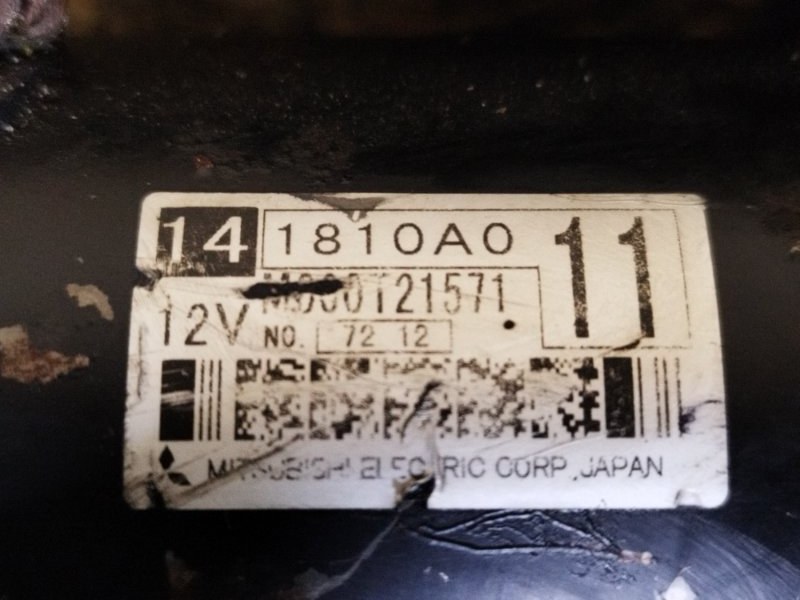 14 1810A0 11
M000T21571
12V NO. 72 12
MITSUBISHI ELECTRIC CORP. JAPAN